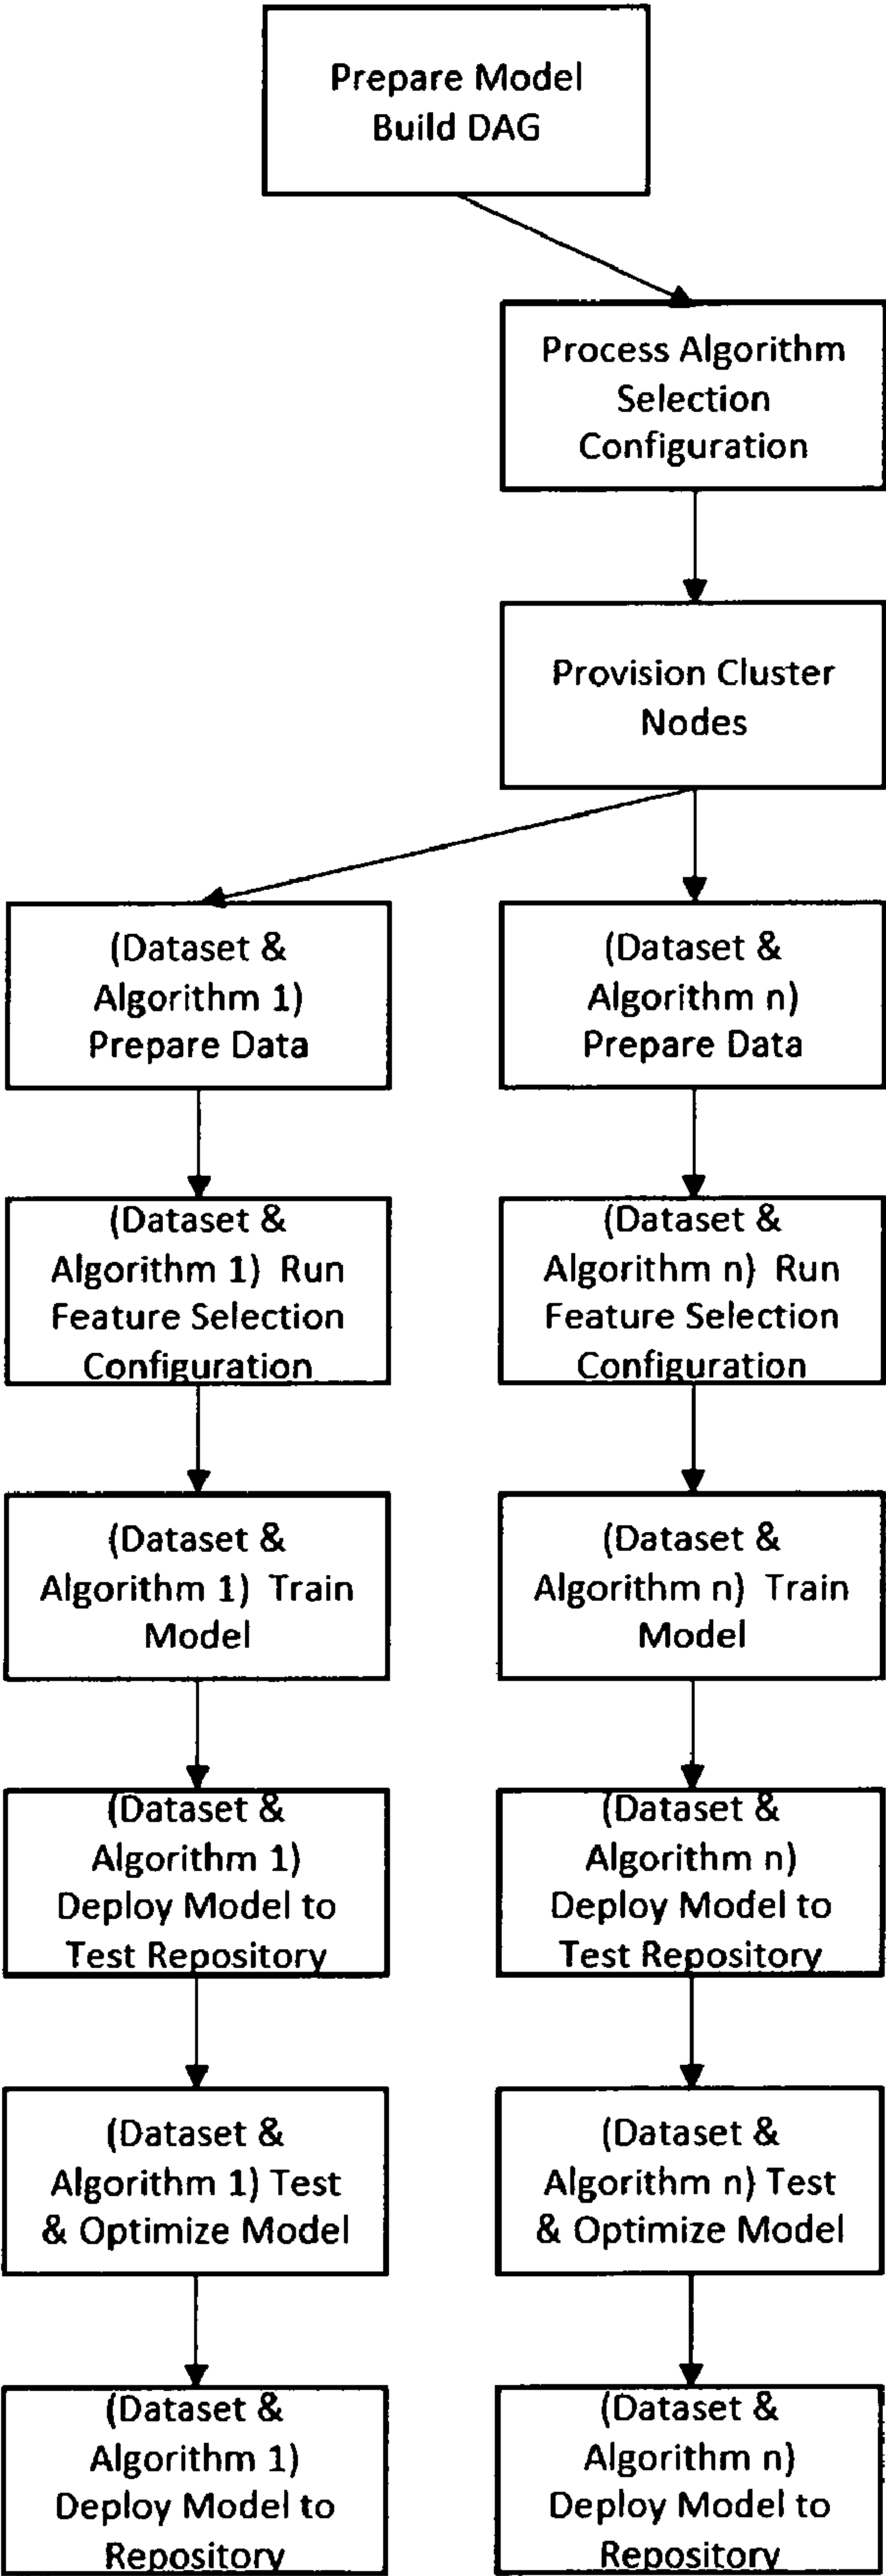 Prepare Model
Build DAG
Process Algorithm
Selection
Configuration
Provision Cluster
Nodes
(Dataset &
Algorithm 1)
Prepare Data
(Dataset &
Algorithm n)
Prepare Data
(Dataset &
Algorithm 1) Run
Feature Selection
Configuration
(Dataset &
Algorithm n) Run
Feature Selection
Configuration
(Dataset &
Algorithm 1) Train
Model
(Dataset &
Algorithm n) Train
Model
(Dataset &
Algorithm 1)
Deploy Model to
Test Repository
(Dataset &
Algorithm n)
Deploy Model to
Test Repository
(Dataset &
Algorithm 1) Test
& Optimize Model
(Dataset &
Algorithm n) Test
& Optimize Model
(Dataset &
Algorithm 1)
Deploy Model to
Repository
(Dataset &
Algorithm n)
Deploy Model to
Repository